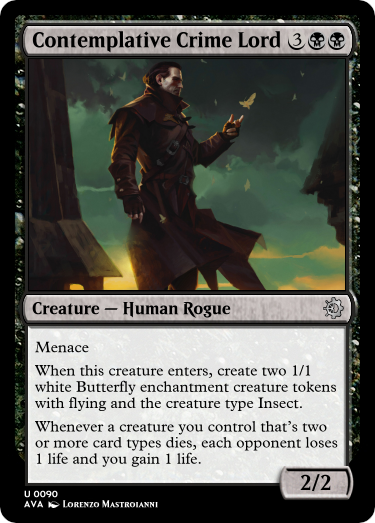 Contemplative Crime Lord 3
Creature — Human Rogue
Menace
When this creature enters, create two 1/1
white Butterfly enchantment creature tokens
with flying and the creature type Insect.
Whenever a creature you control that's two
or more card types dies, each opponent loses
1 life and you gain 1 life.
2/2
U 0090
AVA Lorenzo Mastroianni